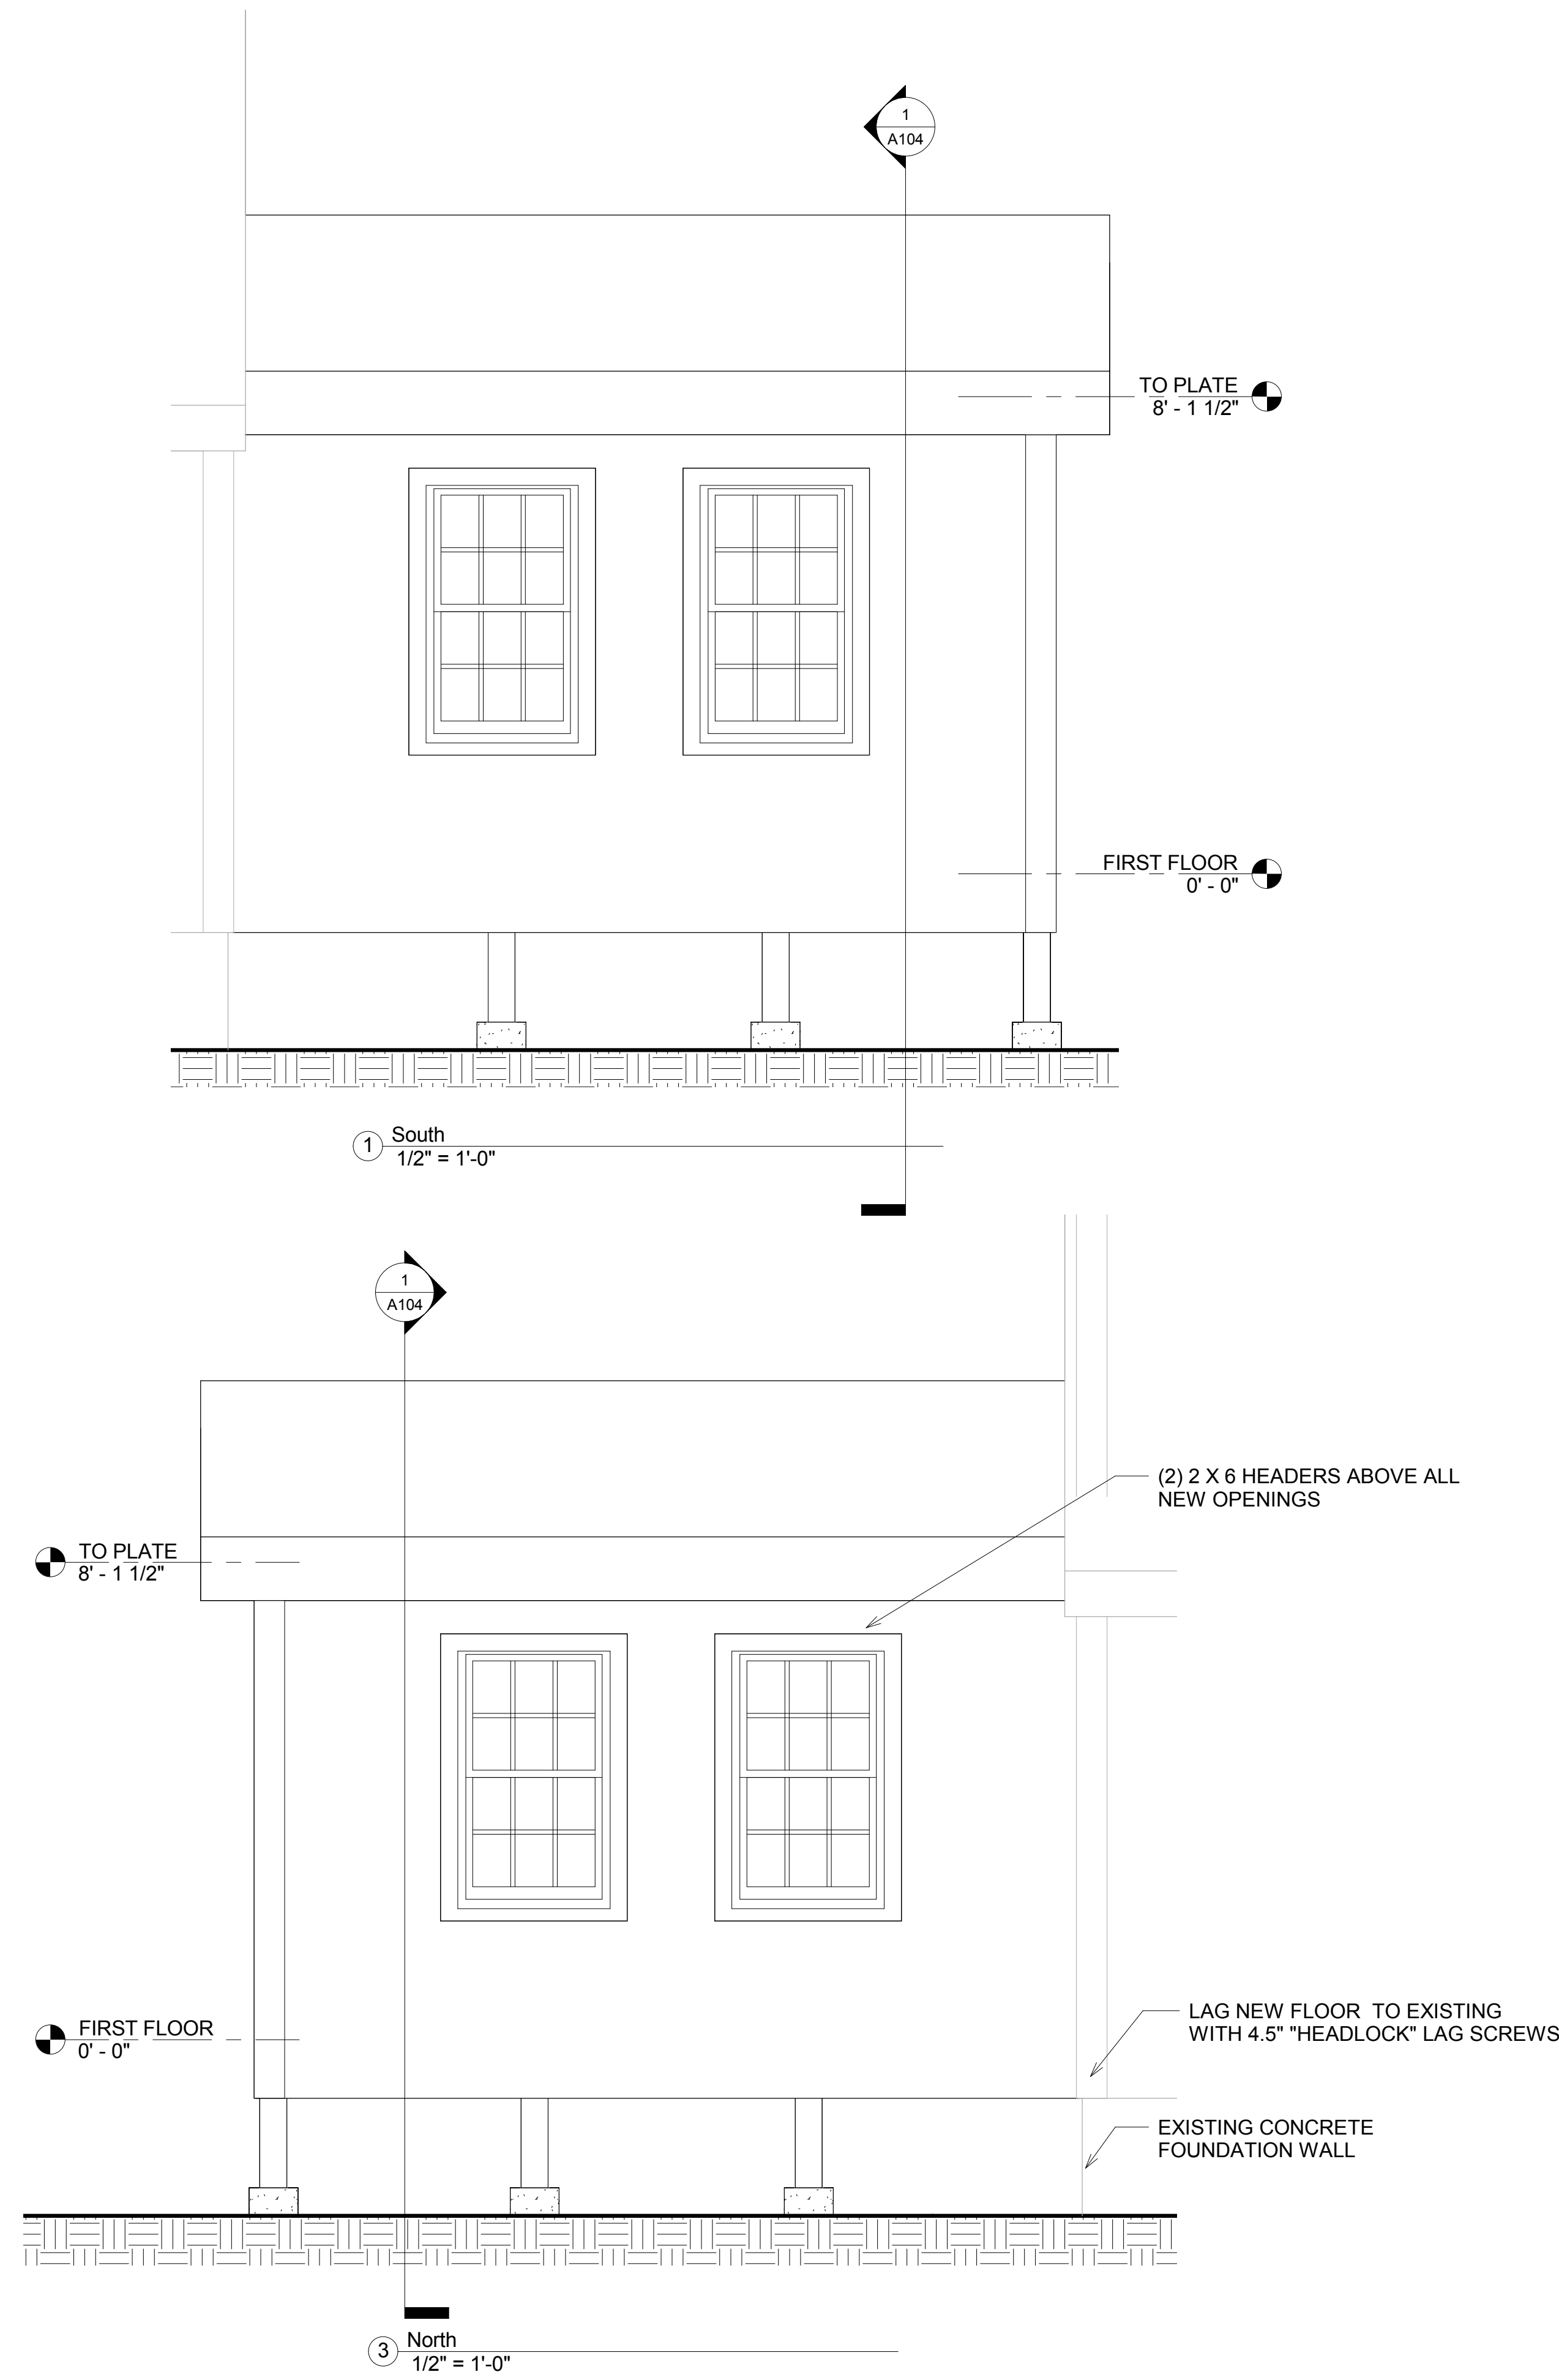 1
A104
TO PLATE
8' - 1 1/2"
FIRST FLOOR
0' - 0"
1
South
1/2" = 1'-0"
1
A104
(2) 2 X 6 HEADERS ABOVE ALL
NEW OPENINGS
TO PLATE
8' - 1 1/2"
LAG NEW FLOOR  TO EXISTING
WITH 4.5" "HEADLOCK" LAG SCREWS
FIRST FLOOR
0' - 0"
EXISTING CONCRETE
FOUNDATION WALL
3
North
1/2" = 1'-0"